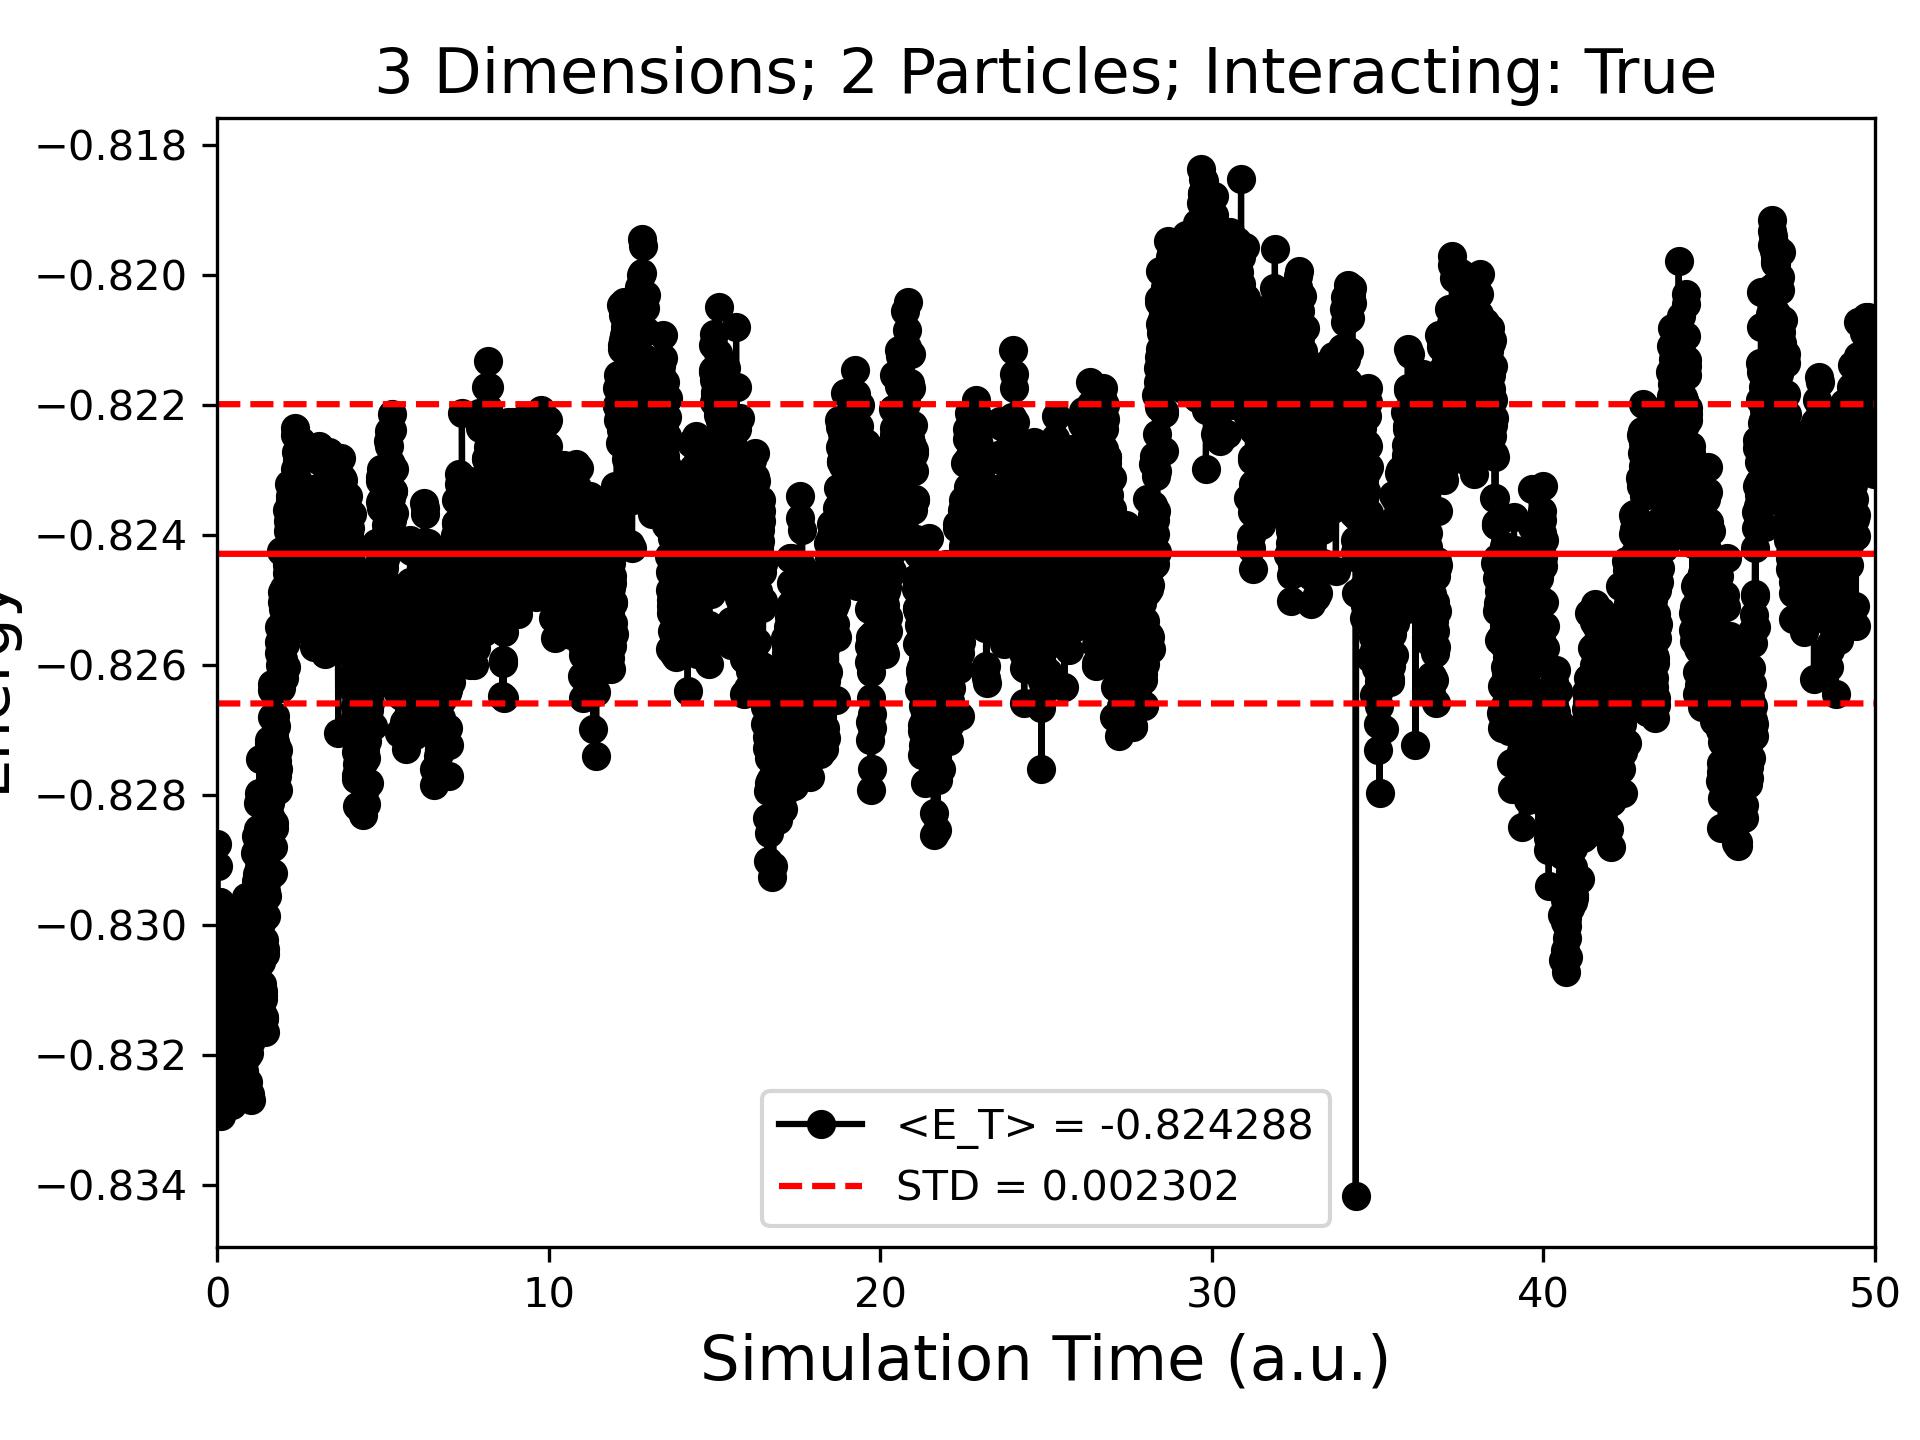 3 Dimensions; 2 Particles; Interacting: True
−0.818
−0.820
−0.822
−0.824
−0.826
−0.828
−0.830
−0.832
−0.834
Energy
<E_T> = -0.824288
STD = 0.002302
0 10 20 30 40 50
Simulation Time (a.u.)